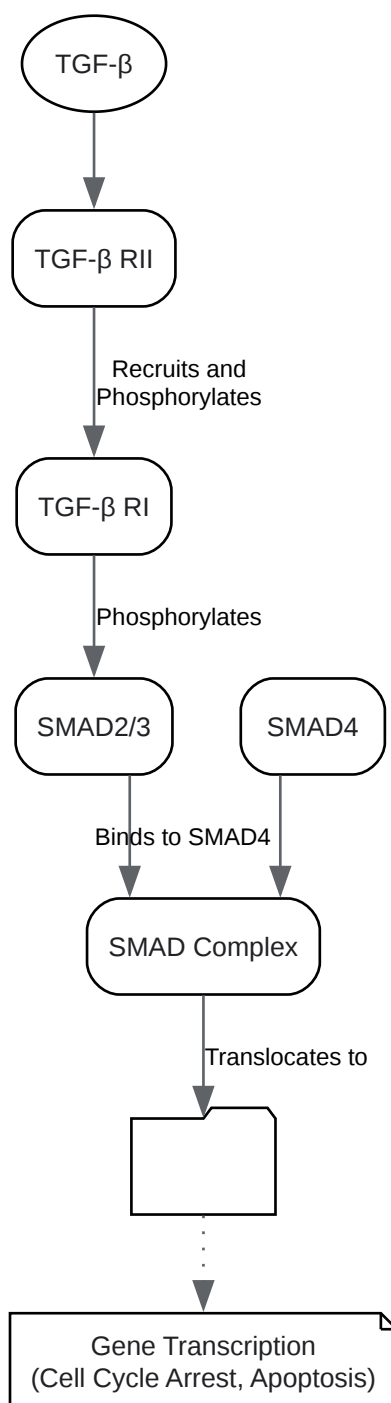 TGF-β
TGF-β RII
Recruits and
Phosphorylates
TGF-β RI
Phosphorylates
SMAD2/3
SMAD4
Binds to SMAD4
SMAD Complex
Translocates to
Gene Transcription
(Cell Cycle Arrest, Apoptosis)